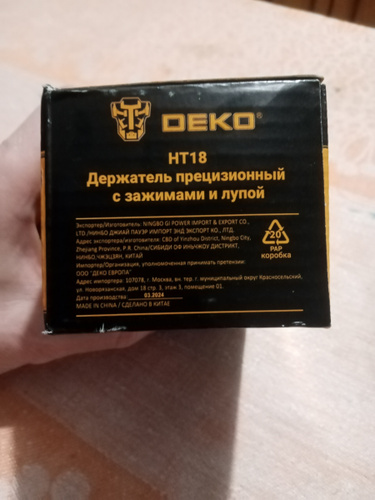 DEKO®
HT18
Держатель прецизионный
с зажимами и лупой
Экспортер/Изготовитель: NINGBO GI POWER IMPORT & EXPORT CO.,
LTD./НИНБО ДЖИАЙ ПАУЭР ИМПОРТ ЭНД ЭКСПОРТ КО., ЛТД.
Адрес экспортера/изготовителя: CBD of Yinzhou District, Ningbo City,
Zhejiang Province, P.R. China/СИБИДИ ОФ ИНЬЧЖОУ ДИСТРИКТ,
НИНБО, ЧЖЭЦЗЯН, КИТАЙ
Импортер/Организация, уполномоченная принимать претензии:
ООО "ДЕКО ЕВРОПА"
Адрес импортера: 107078, г. Москва, вн. тер. г. муниципальный округ Красносельский,
ул. Новорязанская, дом 18 стр. 3, этаж 3, помещение 01.
Дата производства: 03.2024
MADE IN CHINA / СДЕЛАНО В КИТАЕ
20
PAP
коробка